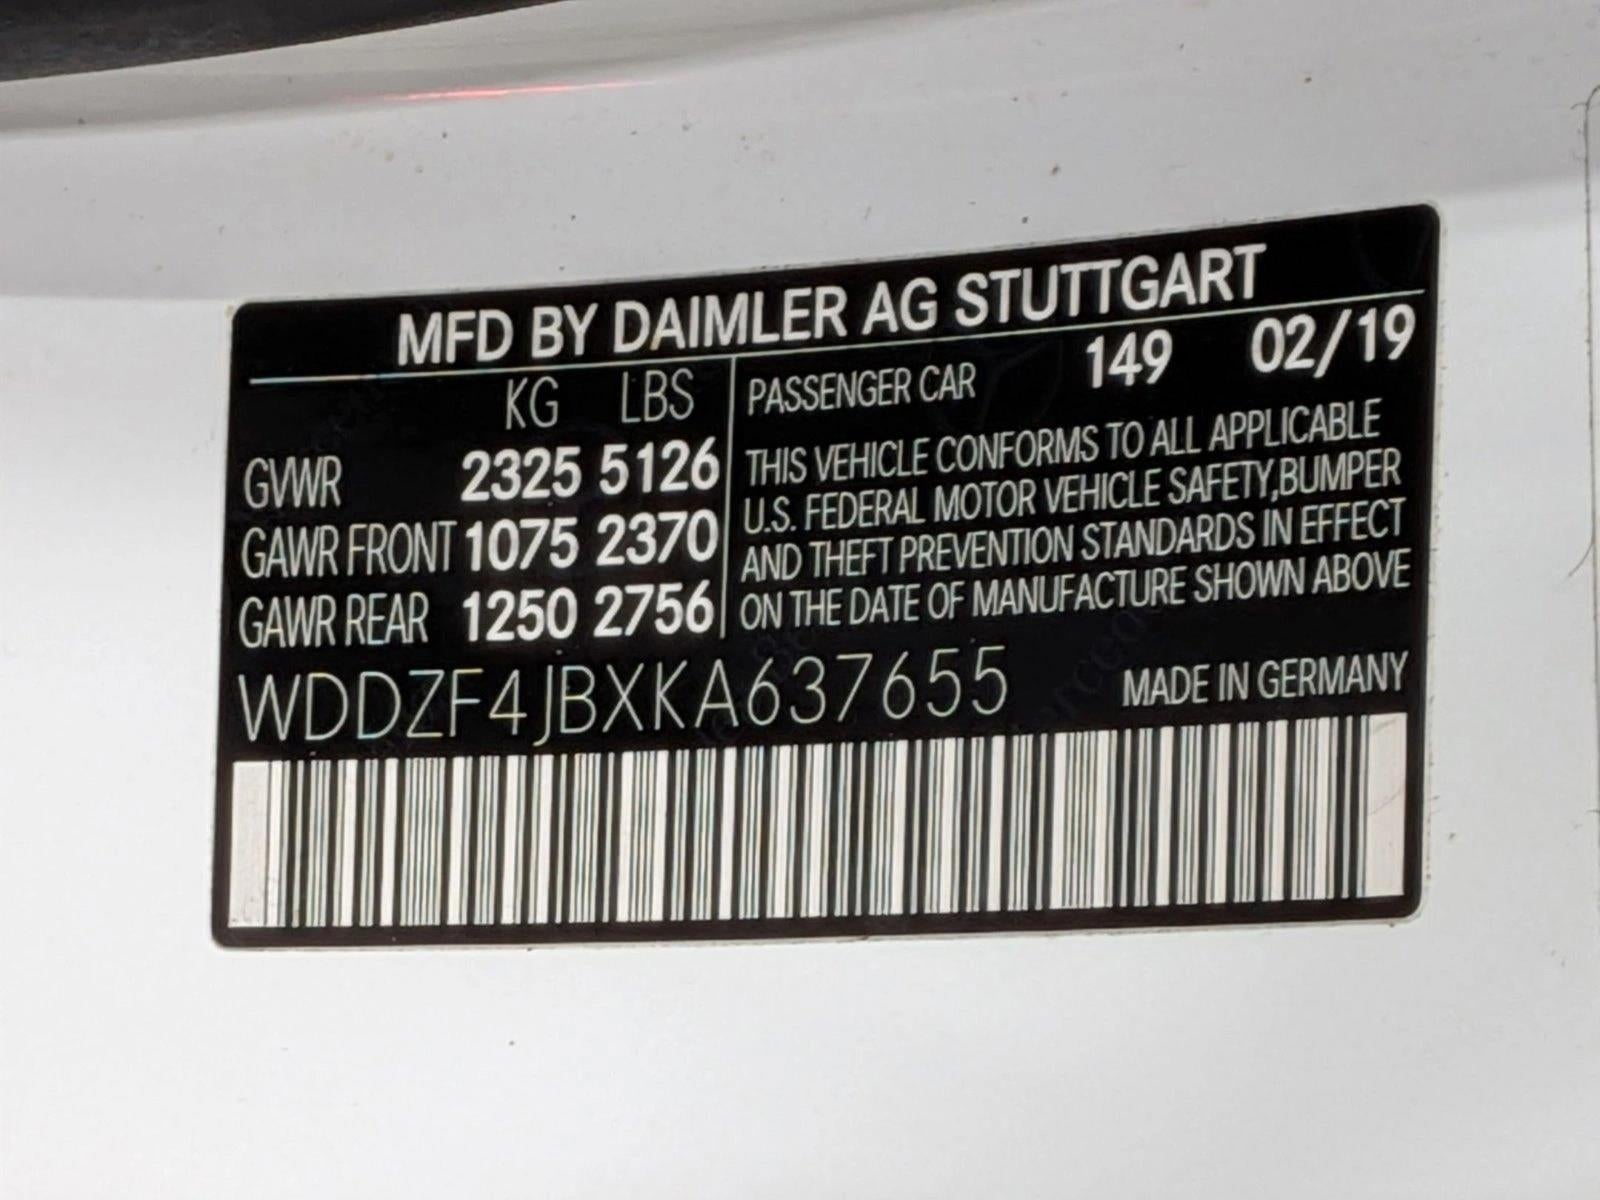 MFD BY DAIMLER AG STUTTGART
KG LBS
GVWR 2325 5126
GAWR FRONT 1075 2370
GAWR REAR 1250 2756
PASSENGER CAR 149 02/19
THIS VEHICLE CONFORMS TO ALL APPLICABLE
U.S. FEDERAL MOTOR VEHICLE SAFETY,BUMPER
AND THEFT PREVENTION STANDARDS IN EFFECT
ON THE DATE OF MANUFACTURE SHOWN ABOVE
WDDZF4JBXKA637655 MADE IN GERMANY